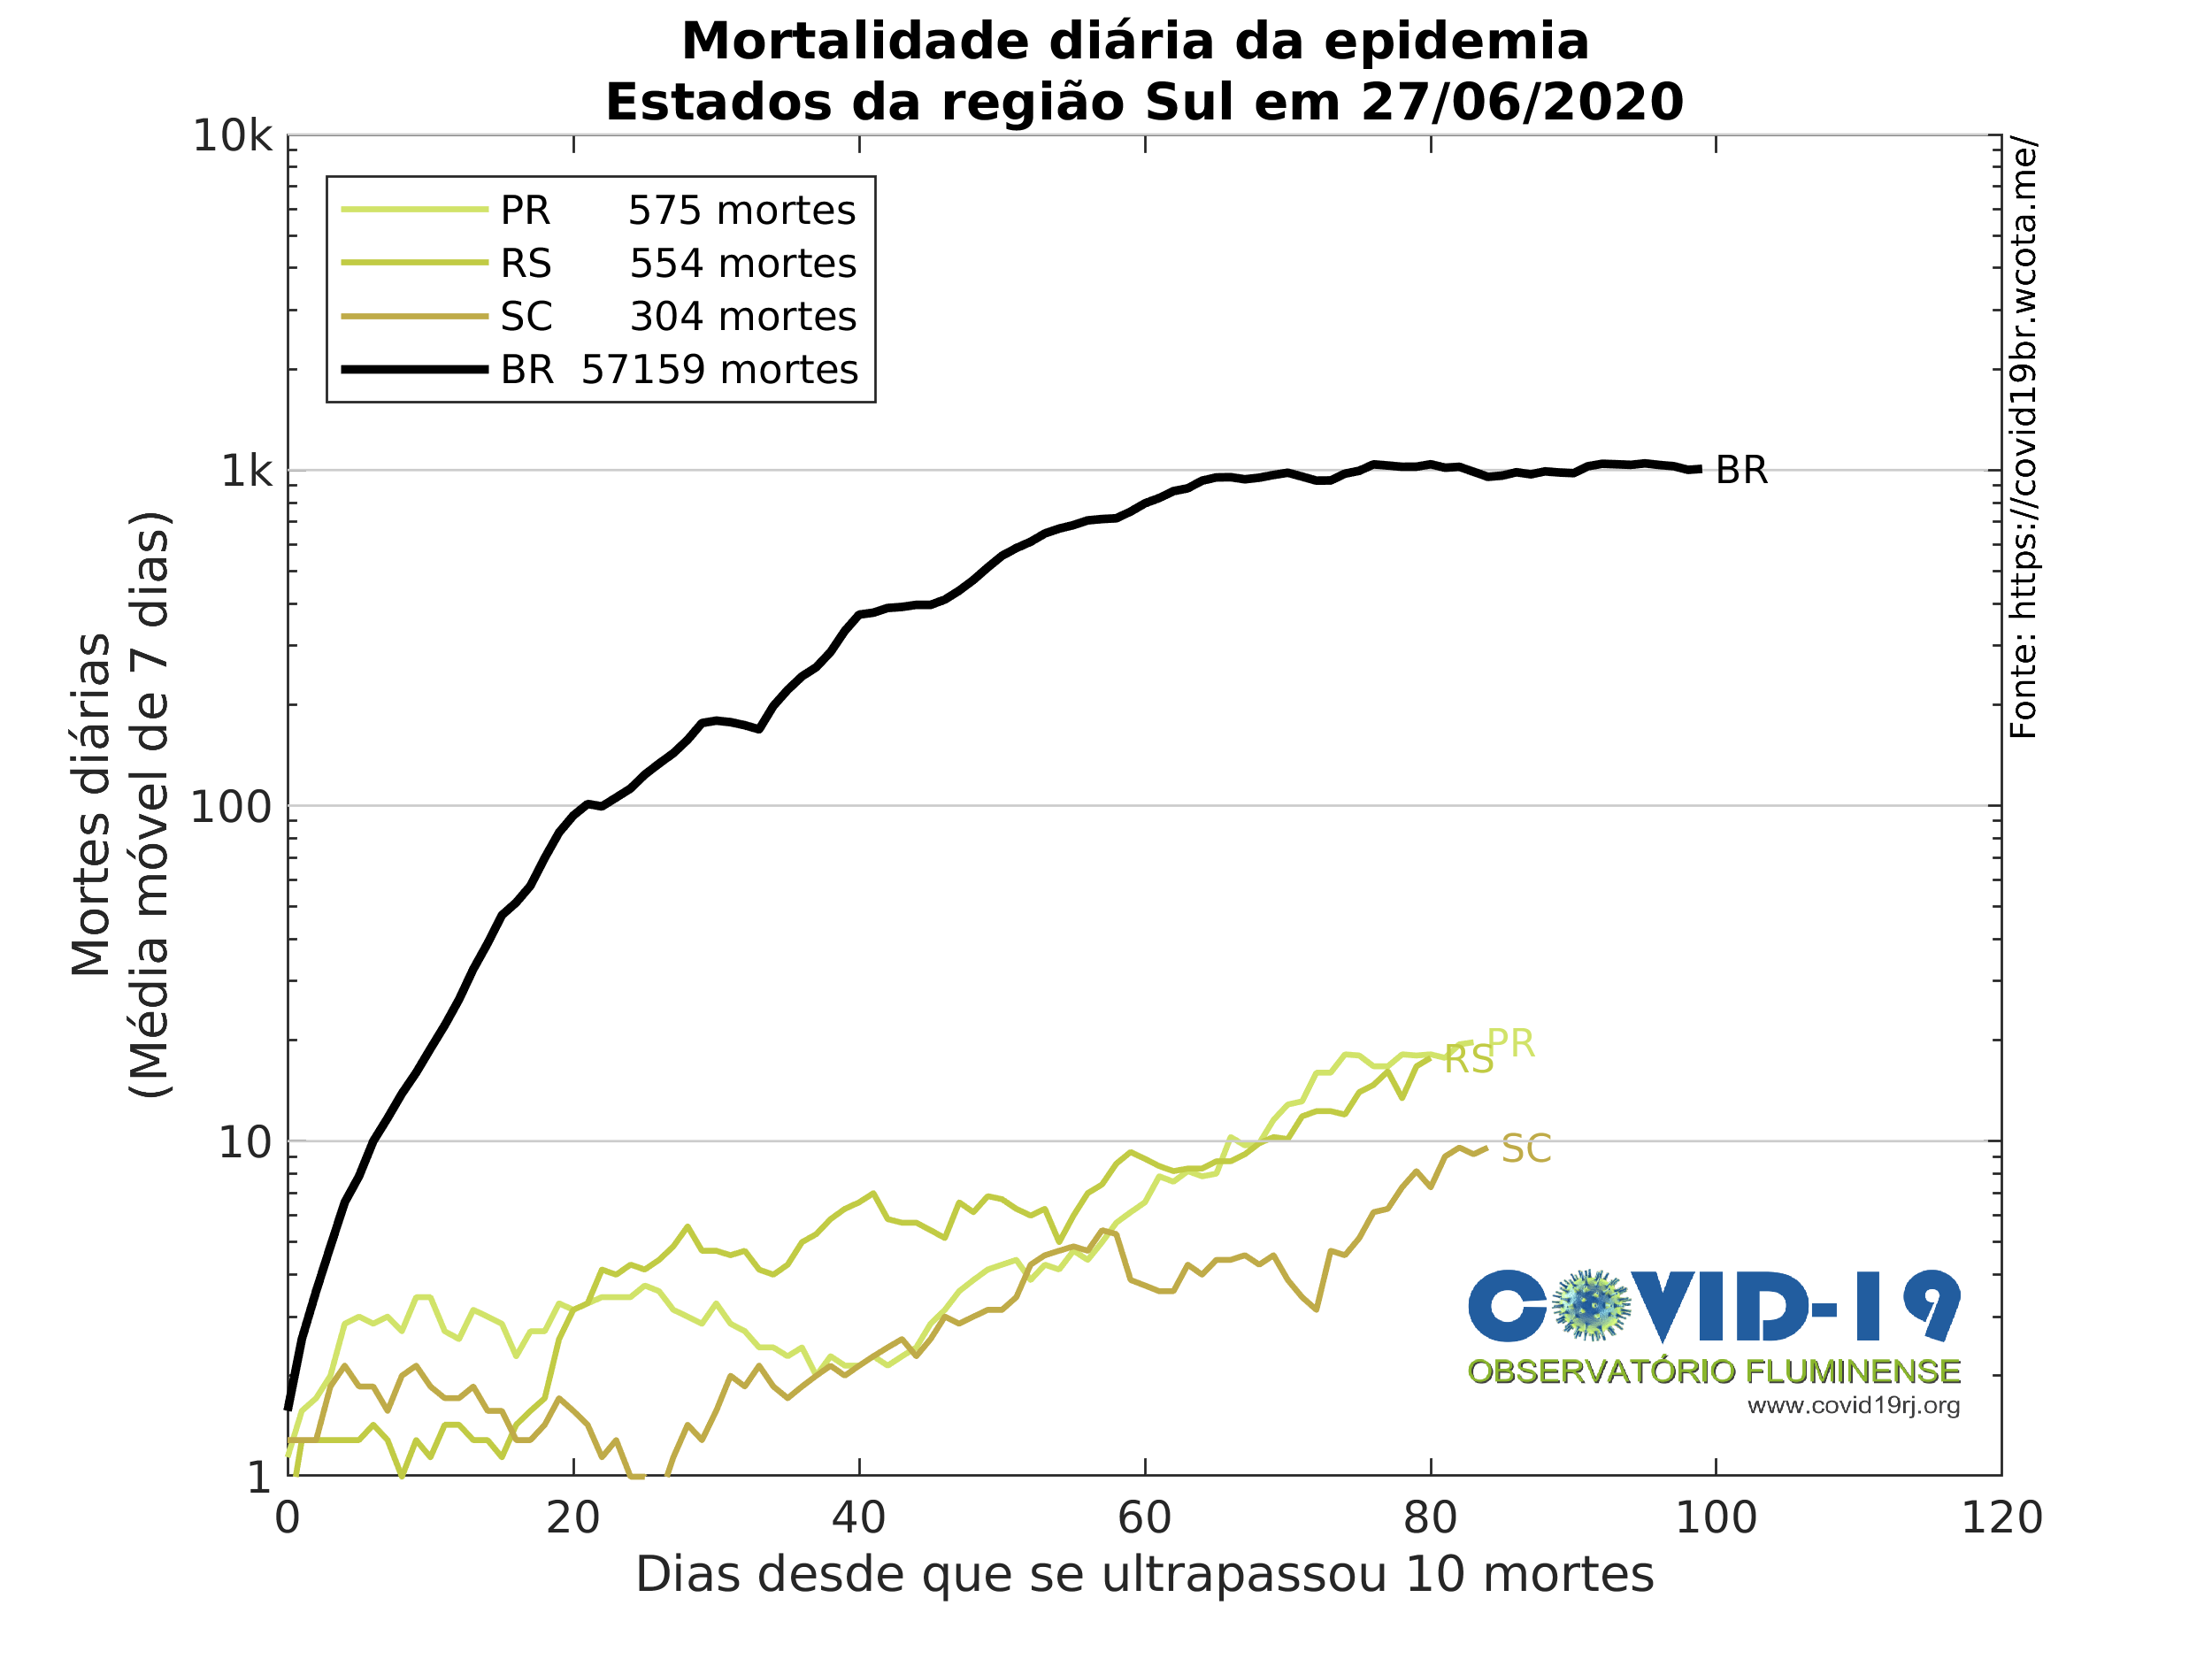 Mortalidade diária da epidemia
Estados da região Sul em 27/06/2020
10k
1k
100
10
1
Mortes diárias
(Média móvel de 7 dias)
PR 575 mortes
RS 554 mortes
SC 304 mortes
BR 57159 mortes
BR
PR
RS
SC
Fonte: https://covid19br.wcota.me/
COVID-19
OBSERVATÓRIO FLUMINENSE
www.covid19rj.org
0 20 40 60 80 100 120
Dias desde que se ultrapassou 10 mortes